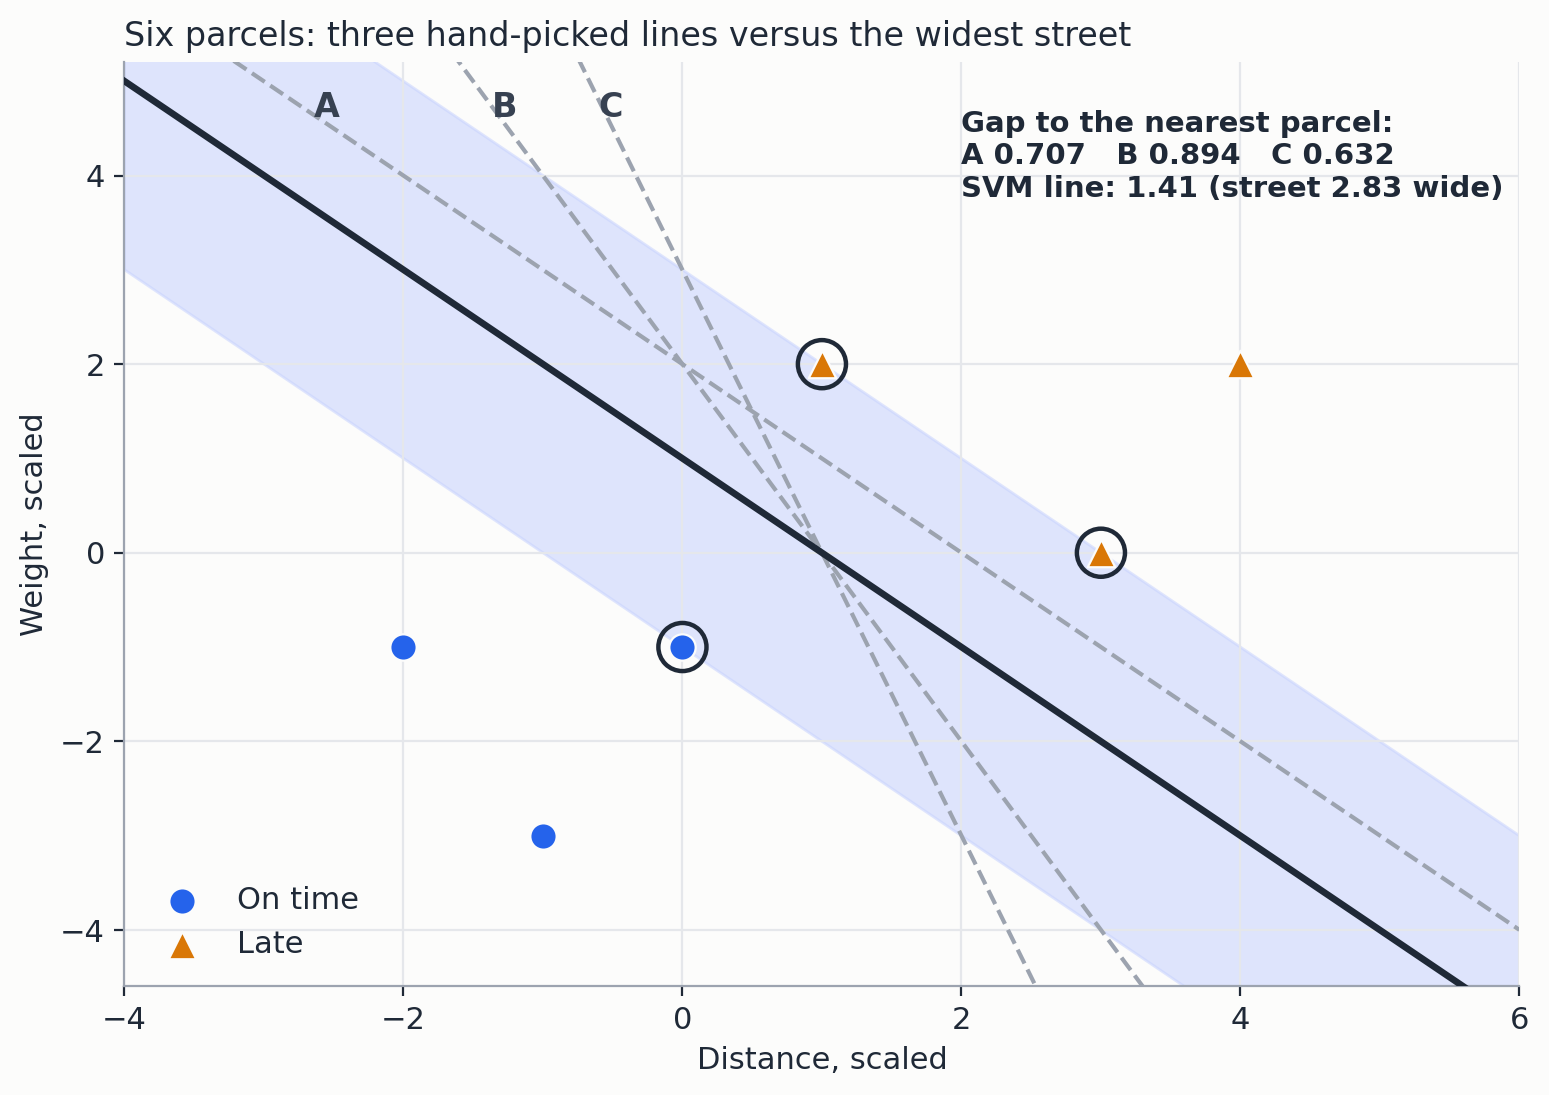 Six parcels: three hand-picked lines versus the widest street
A
B
C
Gap to the nearest parcel:
A 0.707 B 0.894 C 0.632
SVM line: 1.41 (street 2.83 wide)
4
2
0
−2
−4
Weight, scaled
On time
Late
−4
−2
0
2
4
6
Distance, scaled